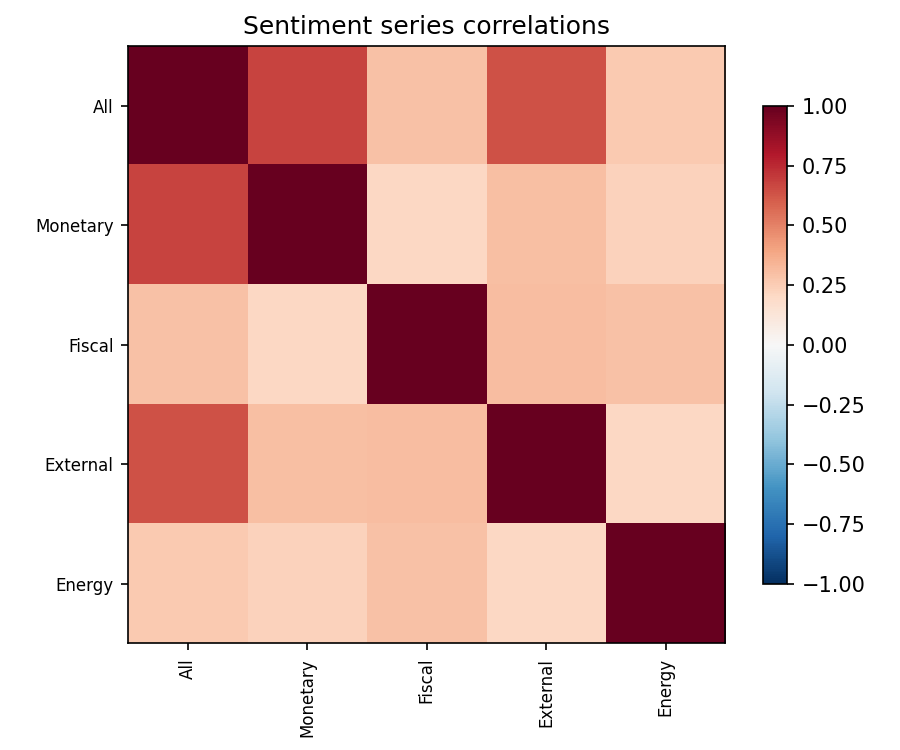 Sentiment series correlations
All
Monetary
Fiscal
External
Energy
All
Monetary
Fiscal
External
Energy
1.00
0.75
0.50
0.25
0.00
−0.25
−0.50
−0.75
−1.00